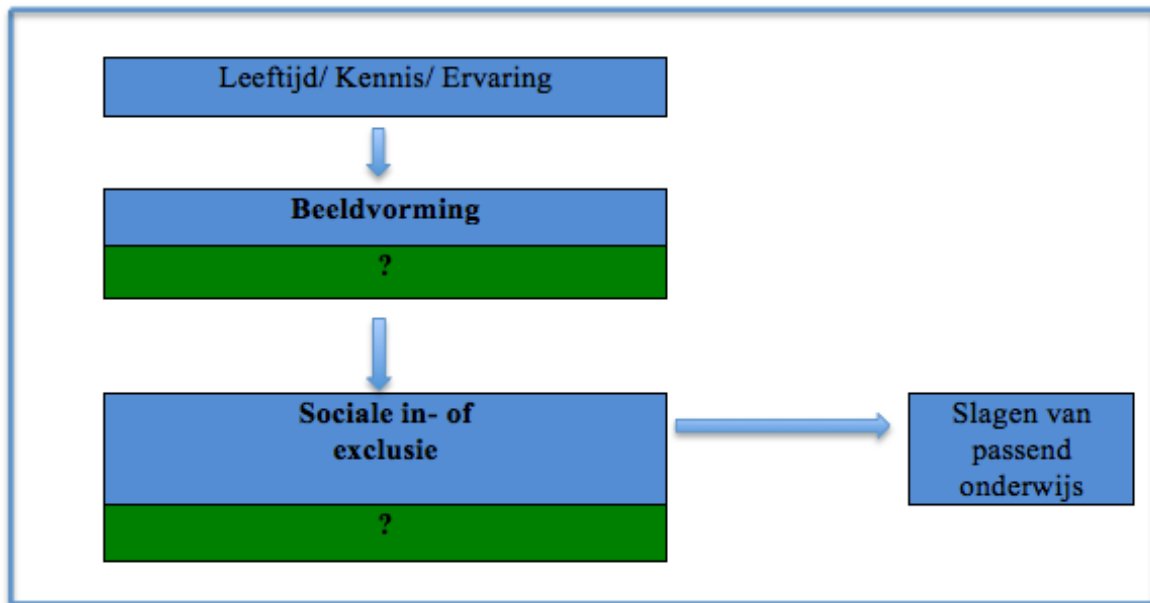 Leeftijd/ Kennis/ Ervaring
Beeldvorming
?
Sociale in- of
exclusie
?
Slagen van
passend
onderwijs